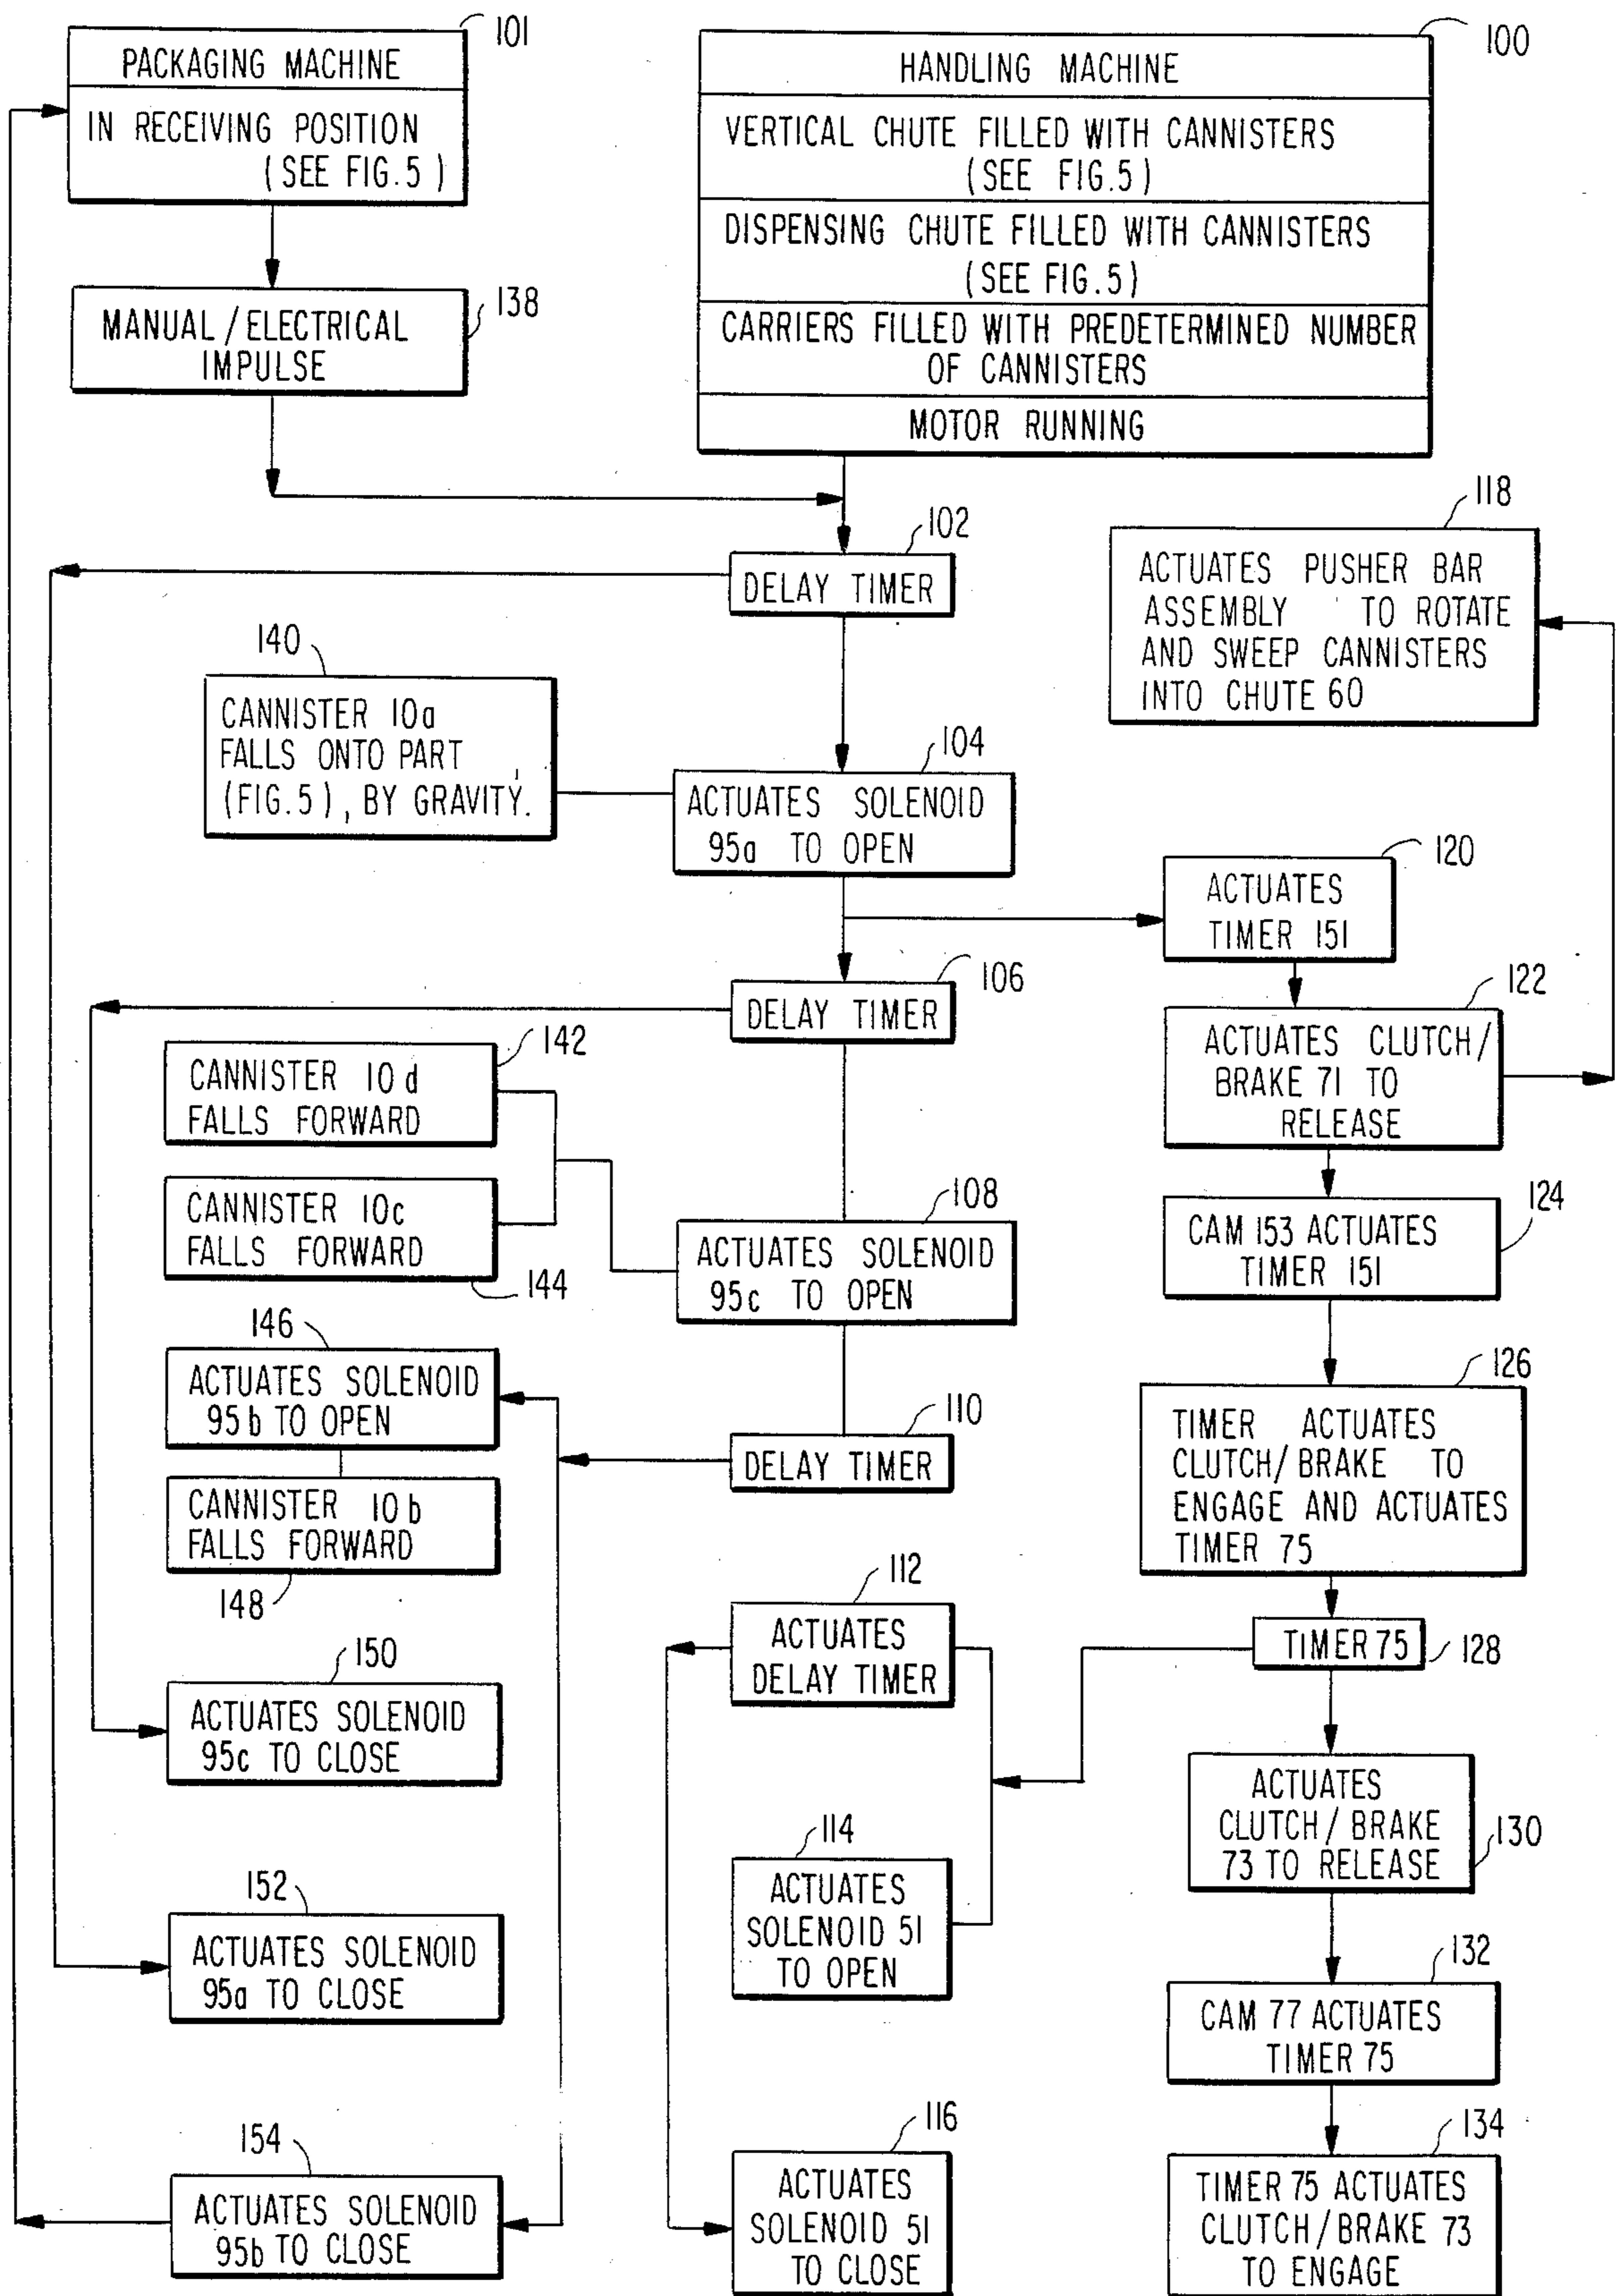 101
PACKAGING MACHINE
IN RECEIVING POSITION
(SEE FIG.5)
100
HANDLING MACHINE
VERTICAL CHUTE FILLED WITH CANNISTERS
(SEE FIG.5)
DISPENSING CHUTE FILLED WITH CANNISTERS
(SEE FIG.5)
CARRIERS FILLED WITH PREDETERMINED NUMBER
OF CANNISTERS
MOTOR RUNNING
138
MANUAL/ELECTRICAL
IMPULSE
102
DELAY TIMER
118
ACTUATES PUSHER BAR
ASSEMBLY TO ROTATE
AND SWEEP CANNISTERS
INTO CHUTE 60
140
CANNISTER 10a
FALLS ONTO PART
(FIG.5), BY GRAVITY.
104
ACTUATES SOLENOID
95a TO OPEN
120
ACTUATES
TIMER 151
106
DELAY TIMER
122
ACTUATES CLUTCH/
BRAKE 71 TO
RELEASE
142
CANNISTER 10d
FALLS FORWARD
CANNISTER 10c
FALLS FORWARD
144
108
ACTUATES SOLENOID
95c TO OPEN
124
CAM 153 ACTUATES
TIMER 151
146
ACTUATES SOLENOID
95b TO OPEN
CANNISTER 10b
FALLS FORWARD
148
110
DELAY TIMER
126
TIMER ACTUATES
CLUTCH/BRAKE TO
ENGAGE AND ACTUATES
TIMER 75
112
ACTUATES
DELAY TIMER
TIMER 75
128
150
ACTUATES SOLENOID
95c TO CLOSE
ACTUATES
CLUTCH/BRAKE
73 TO RELEASE
130
114
ACTUATES
SOLENOID 51
TO OPEN
152
ACTUATES SOLENOID
95a TO CLOSE
132
CAM 77 ACTUATES
TIMER 75
154
ACTUATES SOLENOID
95b TO CLOSE
116
ACTUATES
SOLENOID 51
TO CLOSE
134
TIMER 75 ACTUATES
CLUTCH/BRAKE 73
TO ENGAGE